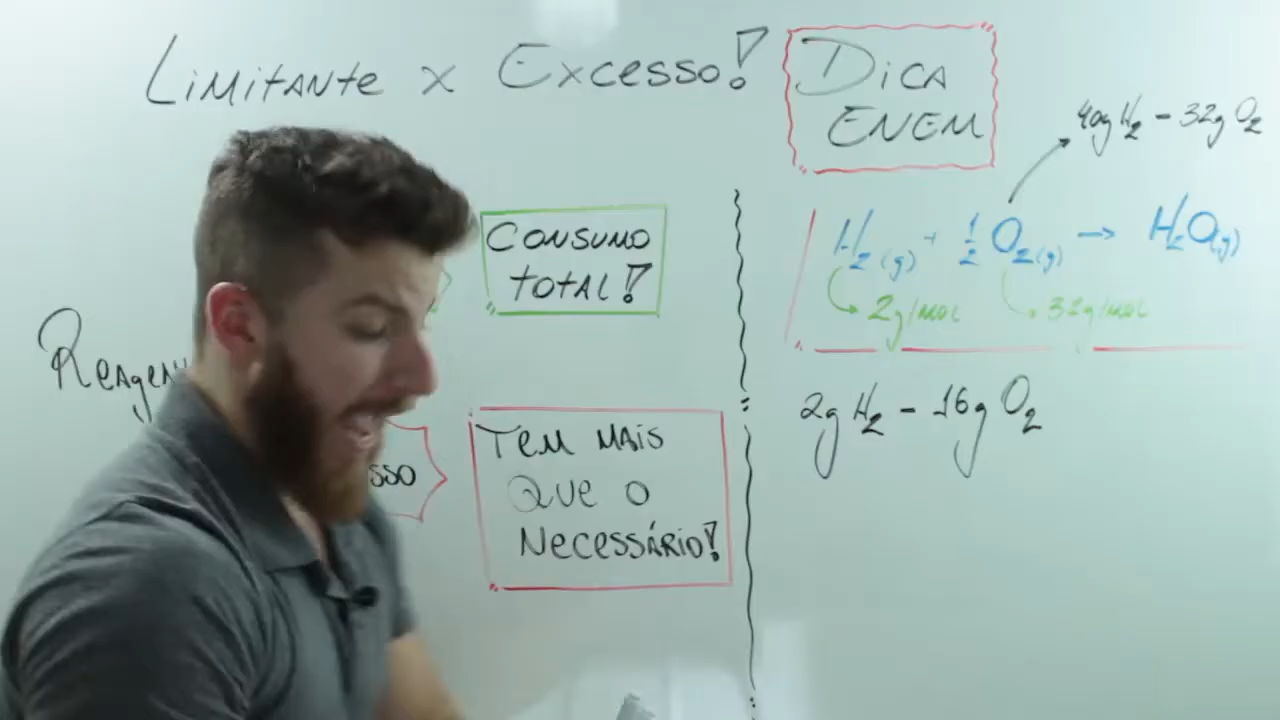 Limitante x Excesso!
Dica
ENEM
40g H₂ - 32g O₂
Consumo
total!
H₂(g) + 1/2 O₂(g) → H₂O(g)
2g/mol
32g/mol
2g H₂ - 16g O₂
Tem mais
que o
necessário!